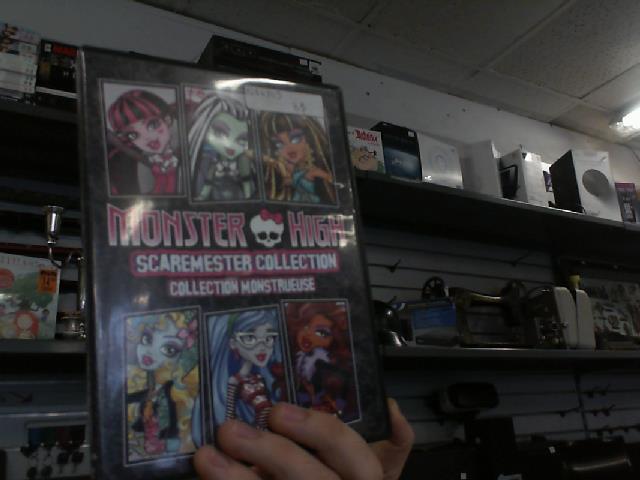 MONSTER HIGH
SCAREMESTER COLLECTION
COLLECTION MONSTRUEUSE